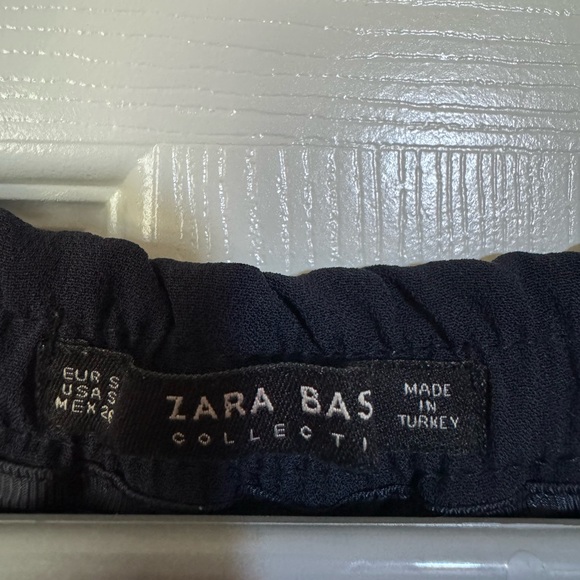 EUR S
USA S
MEX 26
ZARA BAS
COLLECTI
MADE
IN
TURKEY